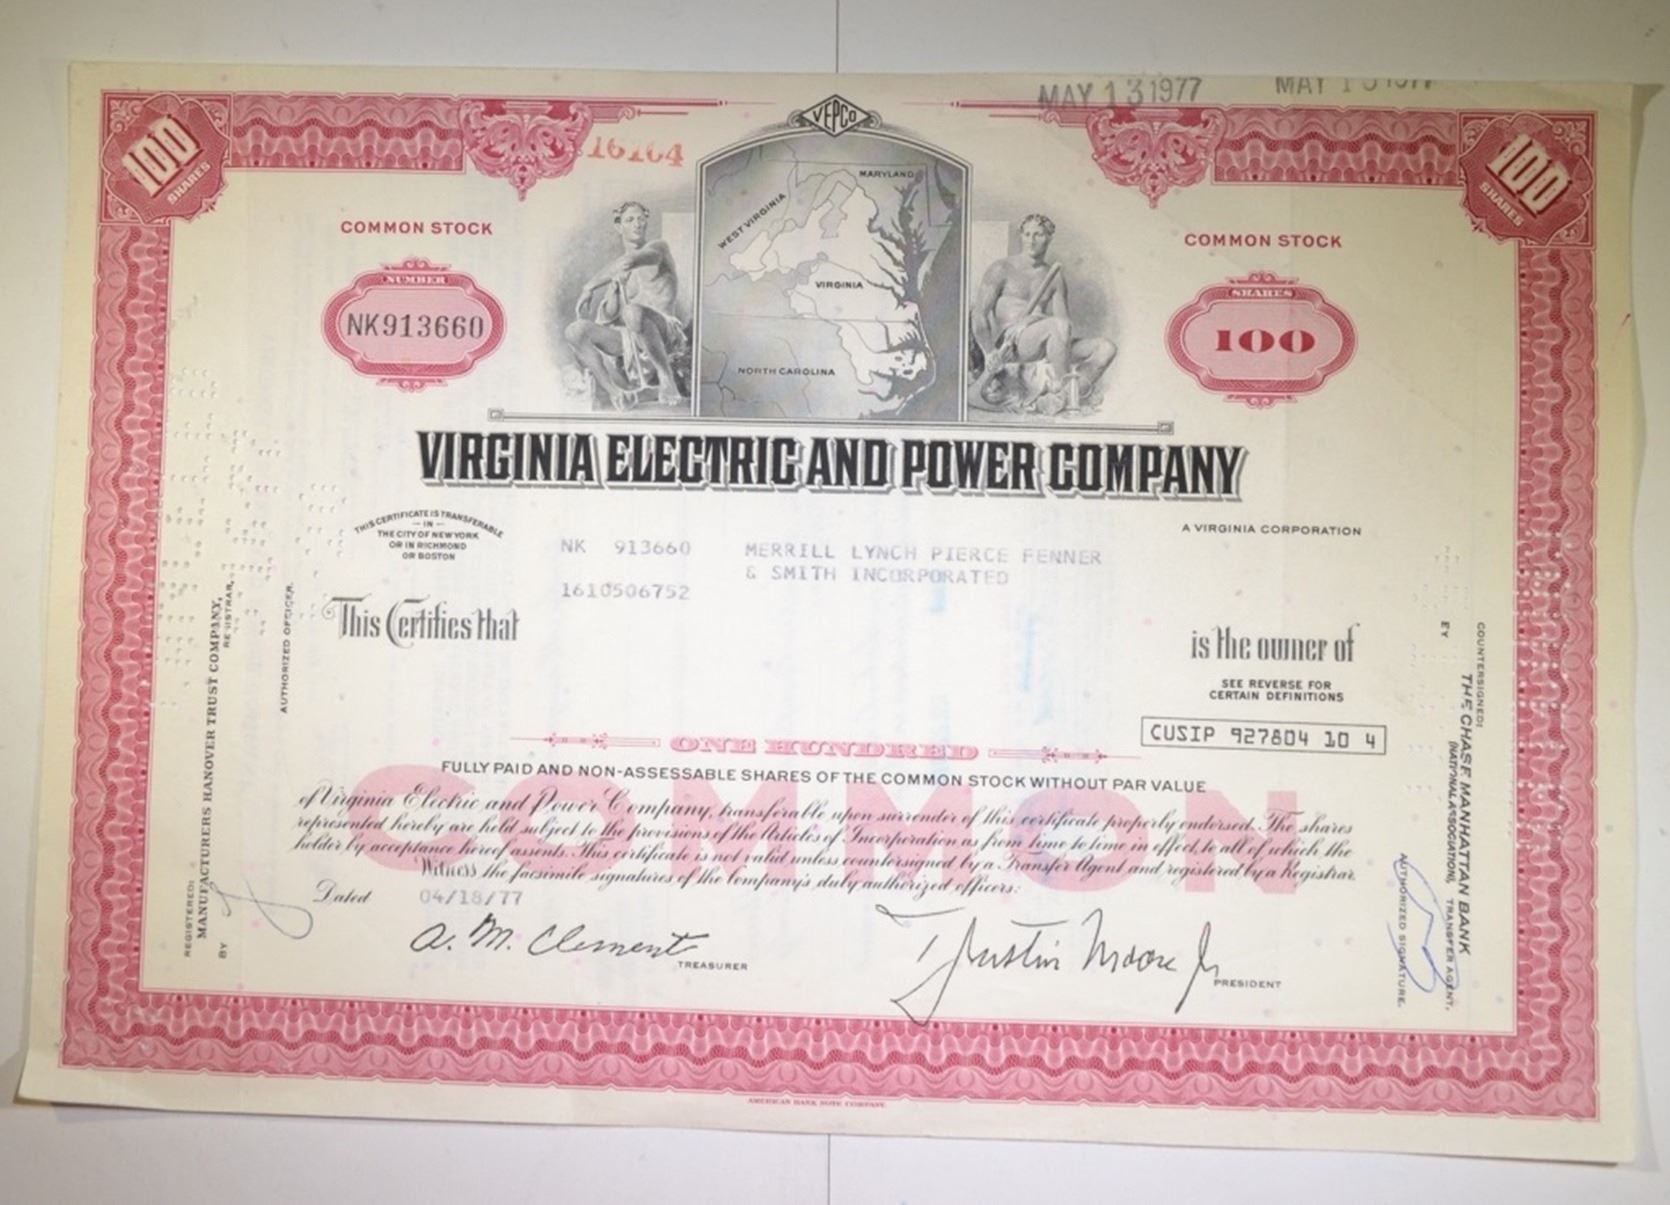 MAY 13 1977
MAY 13 1977
100
SHARES
16164
VEPCO
100
SHARES
MARYLAND
WEST VIRGINIA
VIRGINIA
NORTH CAROLINA
COMMON STOCK
COMMON STOCK
NUMBER
NK913660
SHARES
100
VIRGINIA ELECTRIC AND POWER COMPANY
THIS CERTIFICATE IS TRANSFERABLE
— IN —
THE CITY OF NEW YORK
OR IN RICHMOND
OR BOSTON
A VIRGINIA CORPORATION
NK 913660 MERRILL LYNCH PIERCE FENNER
& SMITH INCORPORATED
1610506752
This Certifies that
is the owner of
SEE REVERSE FOR
CERTAIN DEFINITIONS
CUSIP 927804 10 4
ONE HUNDRED
FULLY PAID AND NON-ASSESSABLE SHARES OF THE COMMON STOCK WITHOUT PAR VALUE
COMMON
of Virginia Electric and Power Company, transferable upon surrender of this certificate properly endorsed. The shares
represented hereby are held subject to the provisions of the Articles of Incorporation as from time to time in effect, to all of which the
holder by acceptance hereof assents. This certificate is not valid unless countersigned by a Transfer Agent and registered by a Registrar.
Witness the facsimile signatures of the Company's duly authorized officers:
Dated 04/18/77
A. M. Clement
TREASURER
T. Justin Moore Jr
PRESIDENT
REGISTERED:
MANUFACTURERS HANOVER TRUST COMPANY,
REGISTRAR,
BY
AUTHORIZED OFFICER.
COUNTERSIGNED:
THE CHASE MANHATTAN BANK
(NATIONAL ASSOCIATION), TRANSFER AGENT,
BY
AUTHORIZED SIGNATURE.
AMERICAN BANK NOTE COMPANY.